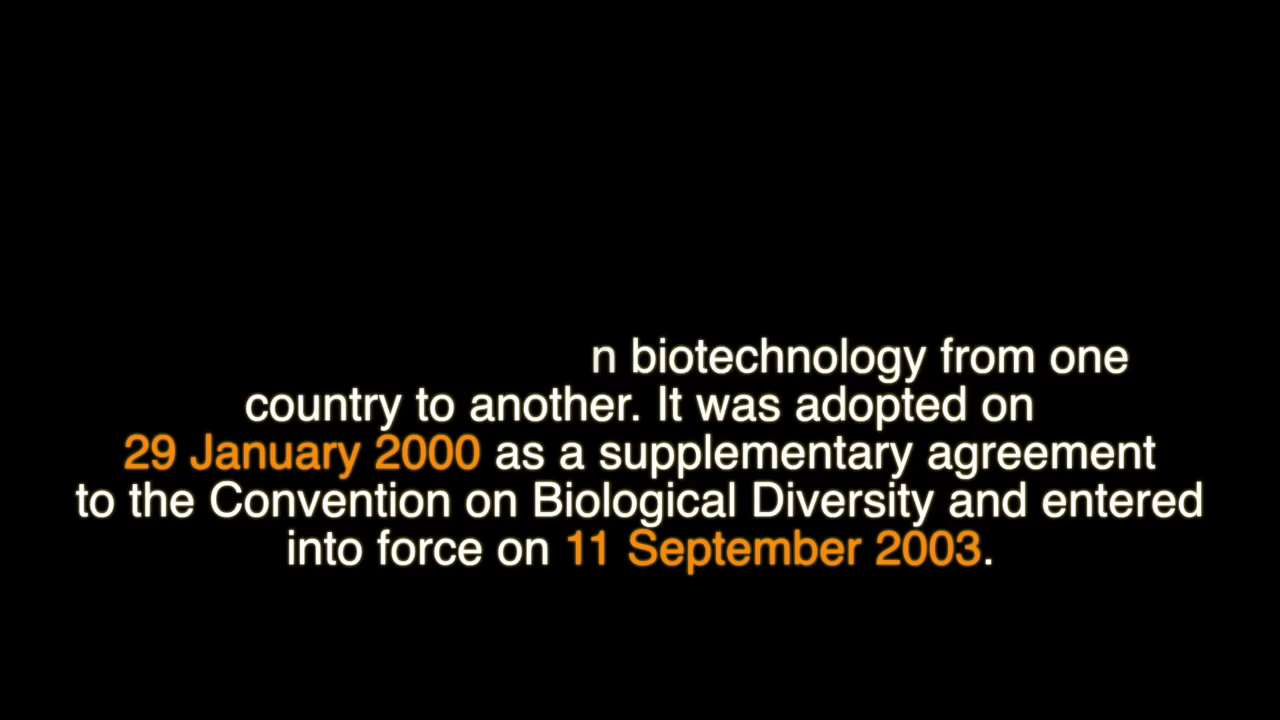 n biotechnology from one
country to another. It was adopted on
29 January 2000 as a supplementary agreement
to the Convention on Biological Diversity and entered
into force on 11 September 2003.